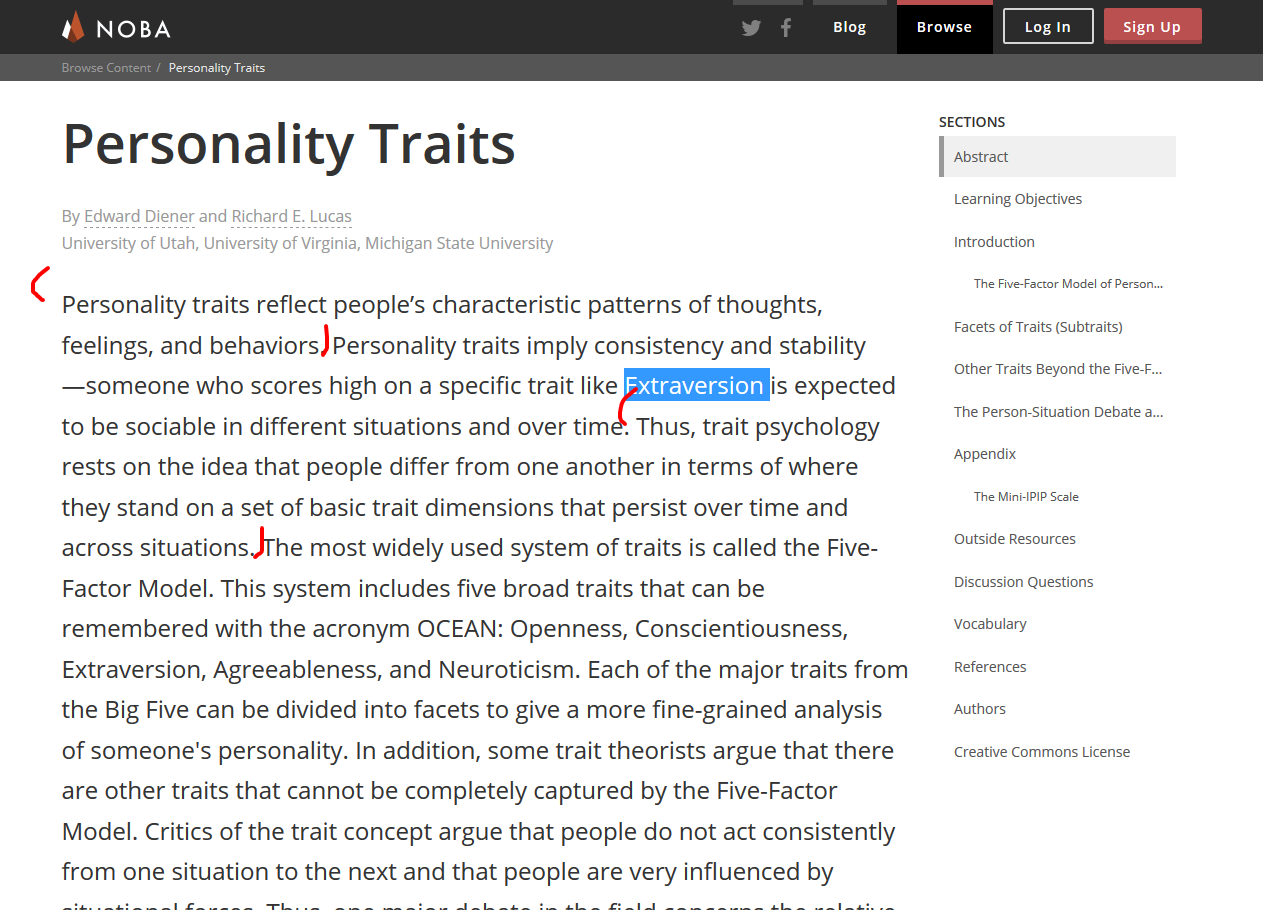 NOBA
Blog
Browse
Log In
Sign Up
Browse Content / Personality Traits
Personality Traits
By Edward Diener and Richard E. Lucas
University of Utah, University of Virginia, Michigan State University
Personality traits reflect people’s characteristic patterns of thoughts,
feelings, and behaviors. Personality traits imply consistency and stability
—someone who scores high on a specific trait like Extraversion is expected
to be sociable in different situations and over time. Thus, trait psychology
rests on the idea that people differ from one another in terms of where
they stand on a set of basic trait dimensions that persist over time and
across situations. The most widely used system of traits is called the Five-
Factor Model. This system includes five broad traits that can be
remembered with the acronym OCEAN: Openness, Conscientiousness,
Extraversion, Agreeableness, and Neuroticism. Each of the major traits from
the Big Five can be divided into facets to give a more fine-grained analysis
of someone's personality. In addition, some trait theorists argue that there
are other traits that cannot be completely captured by the Five-Factor
Model. Critics of the trait concept argue that people do not act consistently
from one situation to the next and that people are very influenced by
situational forces. Thus, one major debate in the field concerns the relative
SECTIONS
Abstract
Learning Objectives
Introduction
The Five-Factor Model of Person...
Facets of Traits (Subtraits)
Other Traits Beyond the Five-F...
The Person-Situation Debate a...
Appendix
The Mini-IPIP Scale
Outside Resources
Discussion Questions
Vocabulary
References
Authors
Creative Commons License